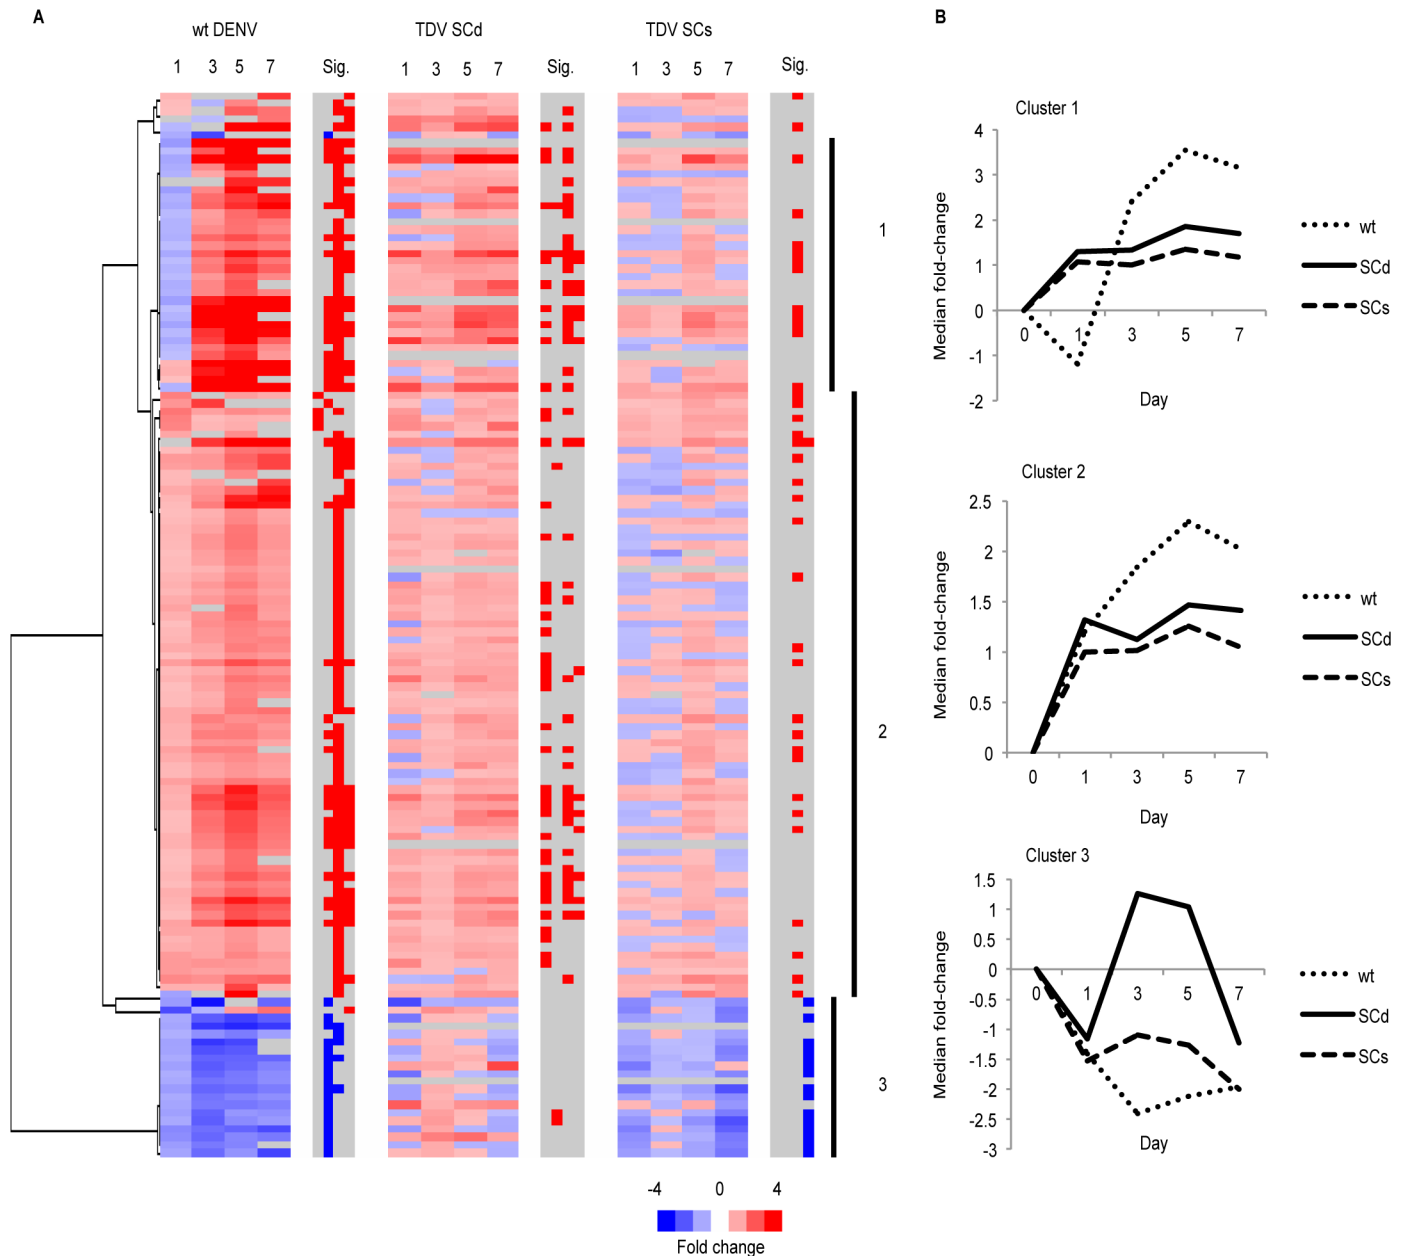 A
wt DENV
TDV SCd
TDV SCs
1 3 5 7 Sig.
1 3 5 7 Sig.
1 3 5 7 Sig.
1
2
3
-4 0 4
Fold change
B
Cluster 1
Median fold-change
4
3
2
1
0
-1
-2
0 1 3 5 7
Day
wt
SCd
SCs
Cluster 2
Median fold-change
2.5
2
1.5
1
0.5
0
0 1 3 5 7
Day
wt
SCd
SCs
Cluster 3
Median fold-change
1.5
1
0.5
0
-0.5
-1
-1.5
-2
-2.5
-3
0 1 3 5 7
Day
wt
SCd
SCs